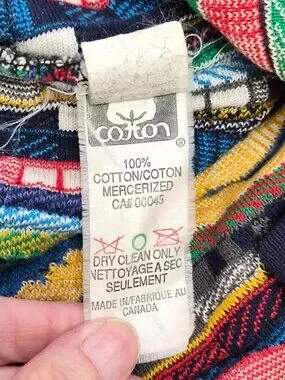 cotton ®
100%
COTTON/COTON
MERCERIZED
CA# 00045
DRY CLEAN ONLY
NETTOYAGE A SEC
SEULEMENT
MADE IN/FABRIQUE AU
CANADA